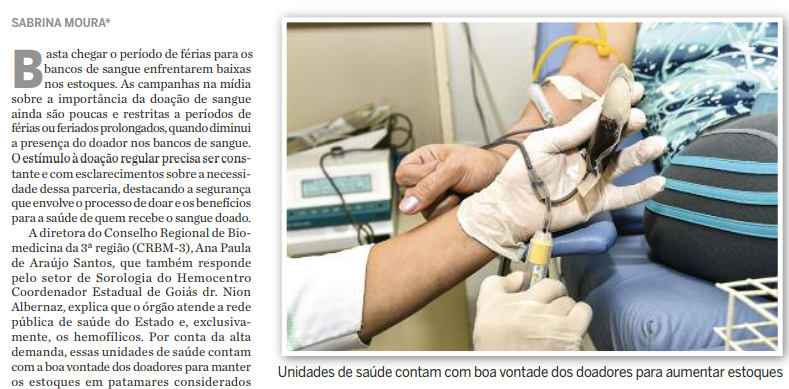 SABRINA MOURA*
Basta chegar o período de férias para os
bancos de sangue enfrentarem baixas
nos estoques. As campanhas na mídia
sobre a importância da doação de sangue
ainda são poucas e restritas a períodos de
férias ou feriados prolongados, quando diminui
a presença do doador nos bancos de sangue.
O estímulo à doação regular precisa ser cons-
tante e com esclarecimentos sobre a necessi-
dade dessa parceria, destacando a segurança
que envolve o processo de doar e os benefícios
para a saúde de quem recebe o sangue doado.
A diretora do Conselho Regional de Bio-
medicina da 3ª região (CRBM-3), Ana Paula
de Araújo Santos, que também responde
pelo setor de Sorologia do Hemocentro
Coordenador Estadual de Goiás dr. Nion
Albernaz, explica que o órgão atende a rede
pública de saúde do Estado e, exclusiva-
mente, os hemofílicos. Por conta da alta
demanda, essas unidades de saúde contam
com a boa vontade dos doadores para manter
os estoques em patamares considerados
Unidades de saúde contam com boa vontade dos doadores para aumentar estoques